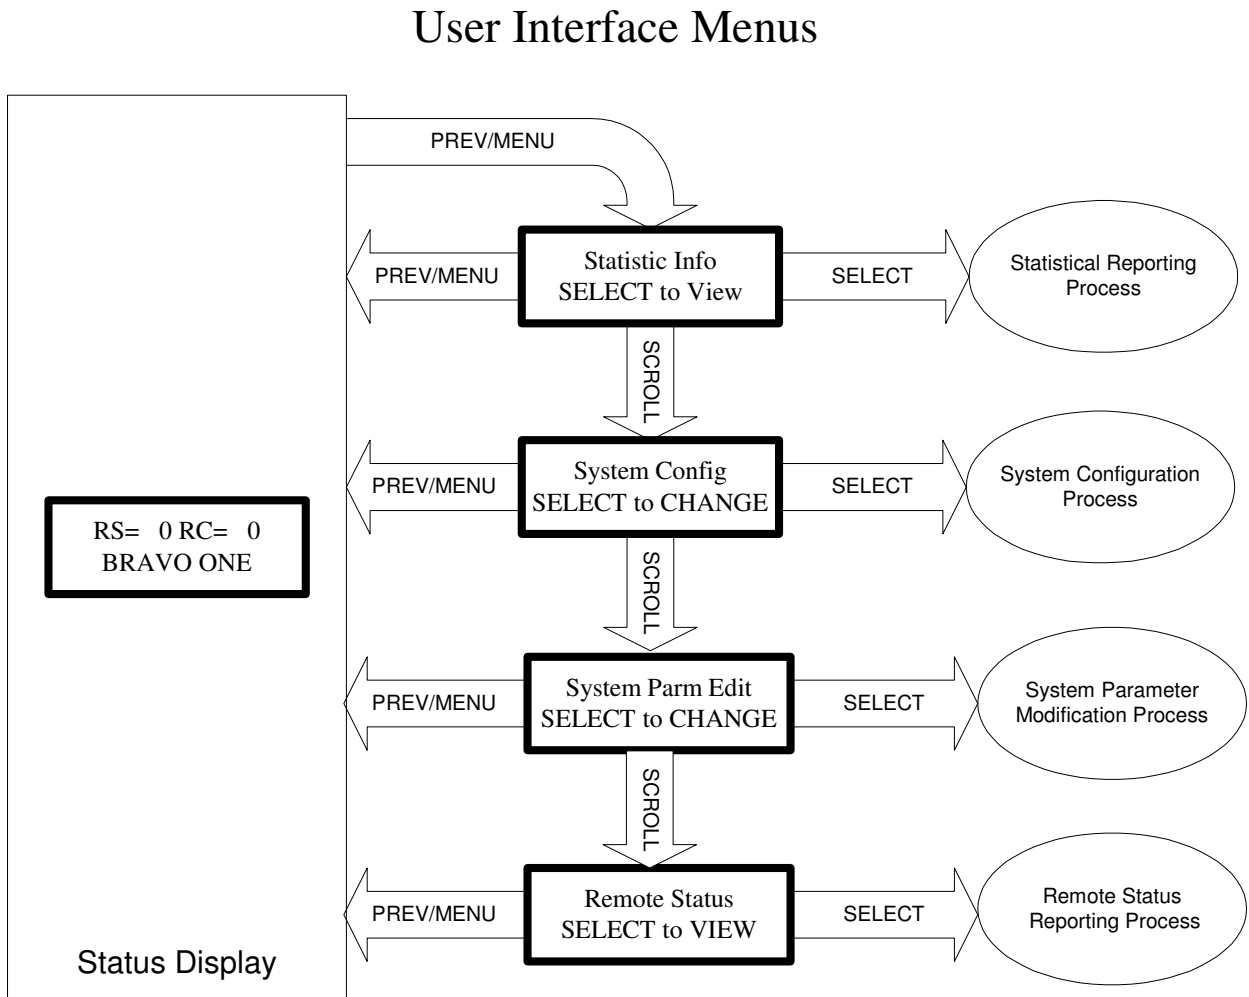 User Interface Menus
PREV/MENU
PREV/MENU
Statistic Info
SELECT to View
SELECT
Statistical Reporting
Process
SCROLL
PREV/MENU
System Config
SELECT to CHANGE
SELECT
System Configuration
Process
RS=   0 RC=   0
BRAVO ONE
SCROLL
PREV/MENU
System Parm Edit
SELECT to CHANGE
SELECT
System Parameter
Modification Process
SCROLL
PREV/MENU
Remote Status
SELECT to VIEW
SELECT
Remote Status
Reporting Process
Status Display